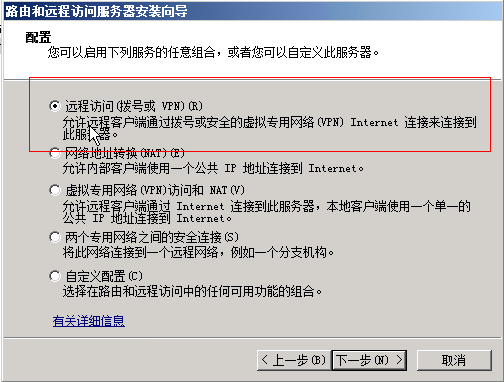 路由和远程访问服务器安装向导
配置
您可以启用下列服务的任意组合，或者您可以自定义此服务器。
远程访问(拨号或 VPN)(R)
允许远程客户端通过拨号或安全的虚拟专用网络(VPN) Internet 连接来连接到
此服务器。
网络地址转换(NAT)(E)
允许内部客户端使用一个公共 IP 地址连接到 Internet。
虚拟专用网络(VPN)访问和 NAT(V)
允许远程客户端通过 Internet 连接到此服务器，本地客户端使用一个单一的
公共 IP 地址连接到 Internet。
两个专用网络之间的安全连接(S)
将此网络连接到一个远程网络，例如一个分支机构。
自定义配置(C)
选择在路由和远程访问中的任何可用功能的组合。
有关详细信息
< 上一步(B) 下一步(N) > 取消